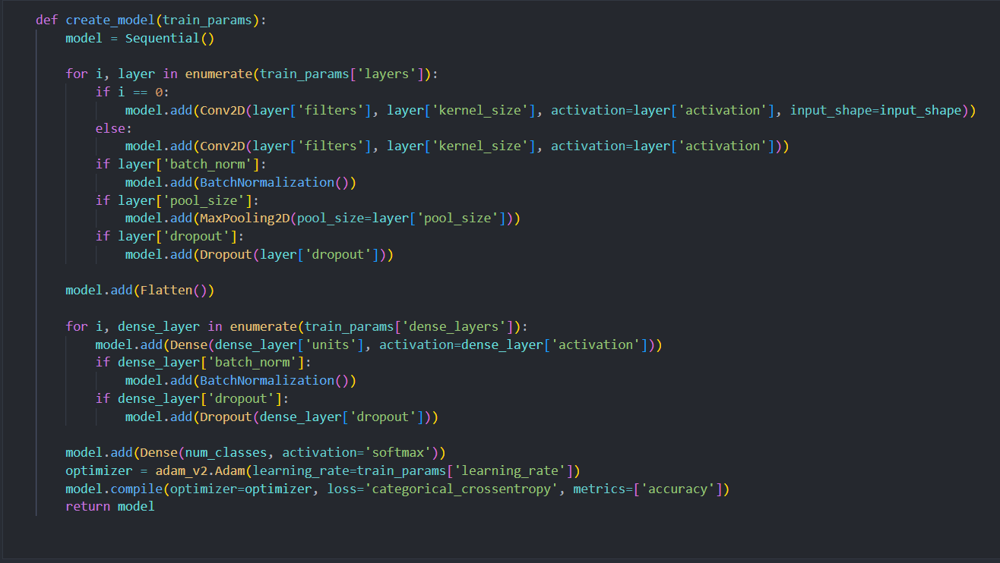 def create_model(train_params):
    model = Sequential()

    for i, layer in enumerate(train_params['layers']):
        if i == 0:
            model.add(Conv2D(layer['filters'], layer['kernel_size'], activation=layer['activation'], input_shape=input_shape))
        else:
            model.add(Conv2D(layer['filters'], layer['kernel_size'], activation=layer['activation']))
        if layer['batch_norm']:
            model.add(BatchNormalization())
        if layer['pool_size']:
            model.add(MaxPooling2D(pool_size=layer['pool_size']))
        if layer['dropout']:
            model.add(Dropout(layer['dropout']))

    model.add(Flatten())

    for i, dense_layer in enumerate(train_params['dense_layers']):
        model.add(Dense(dense_layer['units'], activation=dense_layer['activation']))
        if dense_layer['batch_norm']:
            model.add(BatchNormalization())
        if dense_layer['dropout']:
            model.add(Dropout(dense_layer['dropout']))

    model.add(Dense(num_classes, activation='softmax'))
    optimizer = adam_v2.Adam(learning_rate=train_params['learning_rate'])
    model.compile(optimizer=optimizer, loss='categorical_crossentropy', metrics=['accuracy'])
    return model